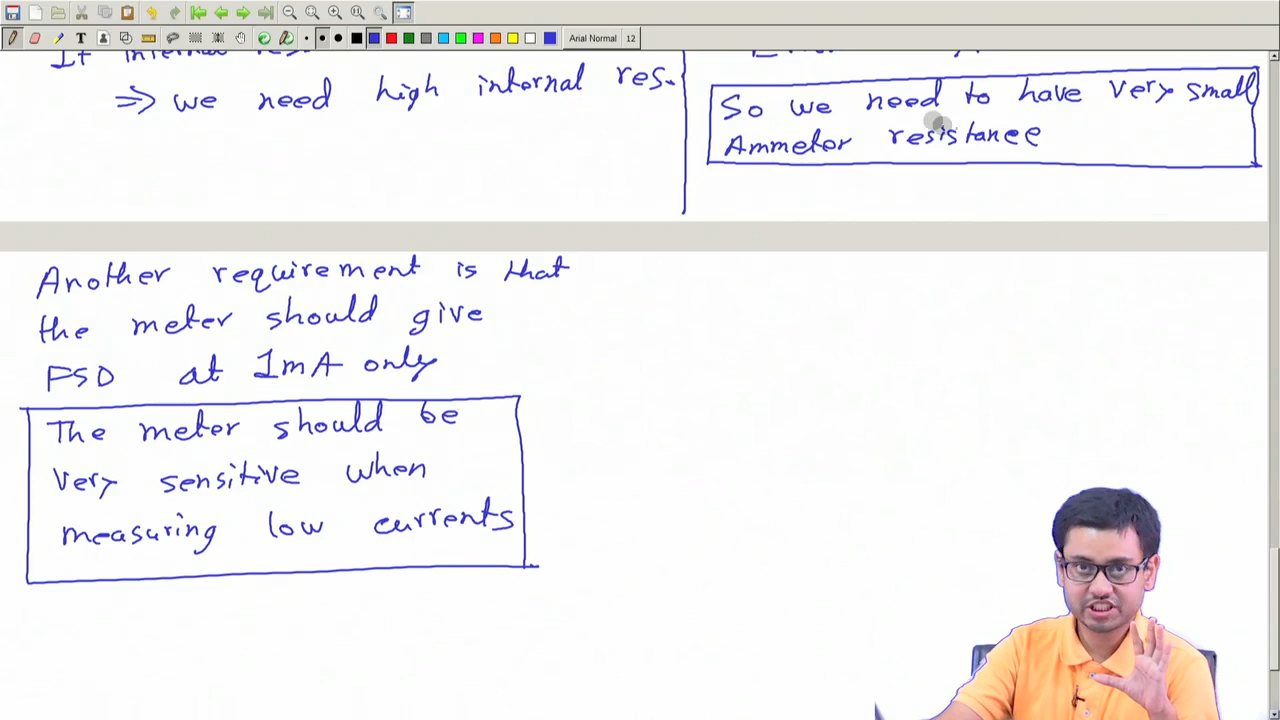 Arial Normal 12
It internal
⇒ we need high internal res.
So we need to have very small
Ammeter resistance
Another requirement is that
the meter should give
FSD at 1mA only
The meter should be
very sensitive when
measuring low currents